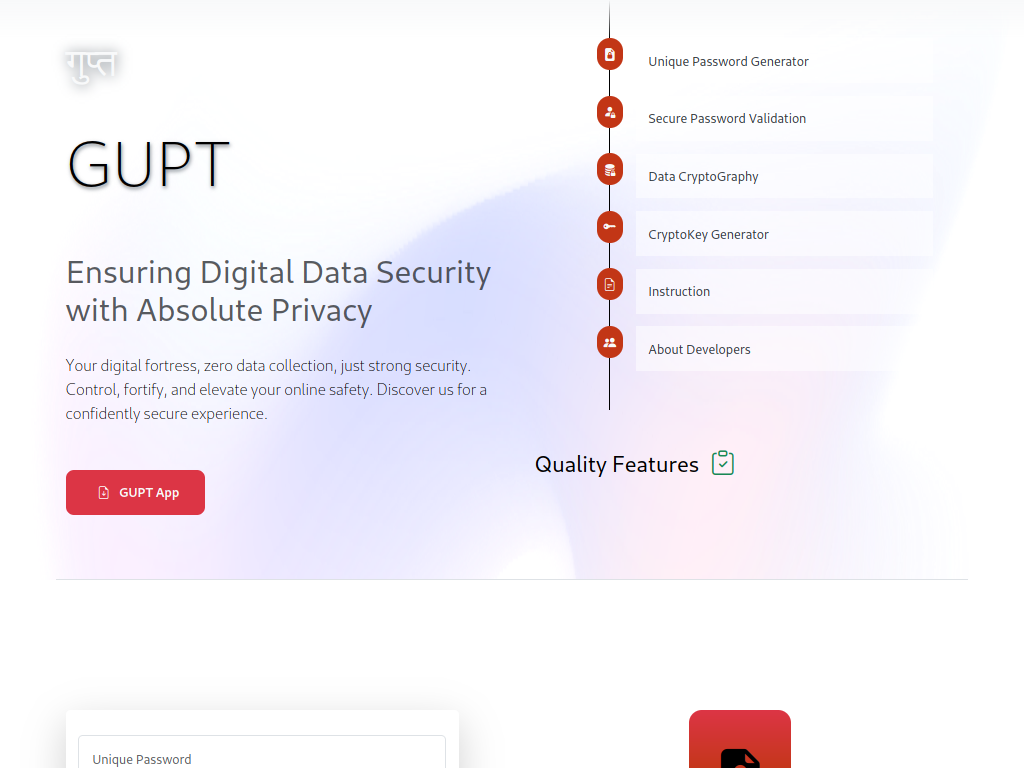 गुप्त
GUPT
Ensuring Digital Data Security
with Absolute Privacy
Your digital fortress, zero data collection, just strong security.
Control, fortify, and elevate your online safety. Discover us for a
confidently secure experience.
GUPT App
Unique Password Generator
Secure Password Validation
Data CryptoGraphy
CryptoKey Generator
Instruction
About Developers
Quality Features
Unique Password